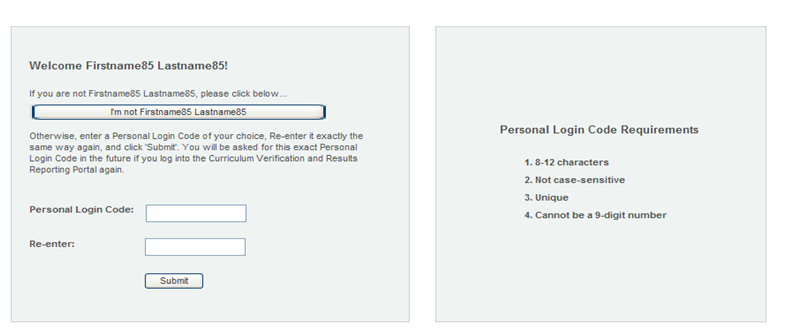 Welcome Firstname85 Lastname85!
If you are not Firstname85 Lastname85, please click below...
I'm not Firstname85 Lastname85
Otherwise, enter a Personal Login Code of your choice, Re-enter it exactly the
same way again, and click 'Submit'. You will be asked for this exact Personal
Login Code in the future if you log into the Curriculum Verification and Results
Reporting Portal again.
Personal Login Code:
Re-enter:
Submit
Personal Login Code Requirements
1. 8-12 characters
2. Not case-sensitive
3. Unique
4. Cannot be a 9-digit number